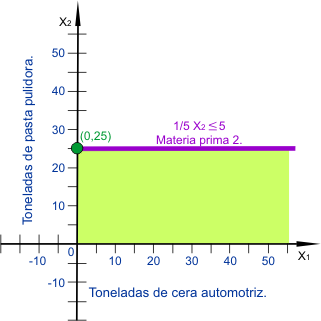 X₂
50
40
30
20
10
0
-10
-10
10
20
30
40
50
X₁
(0,25)
1/5 X₂ ≤ 5
Materia prima 2.
Toneladas de pasta pulidora.
Toneladas de cera automotriz.